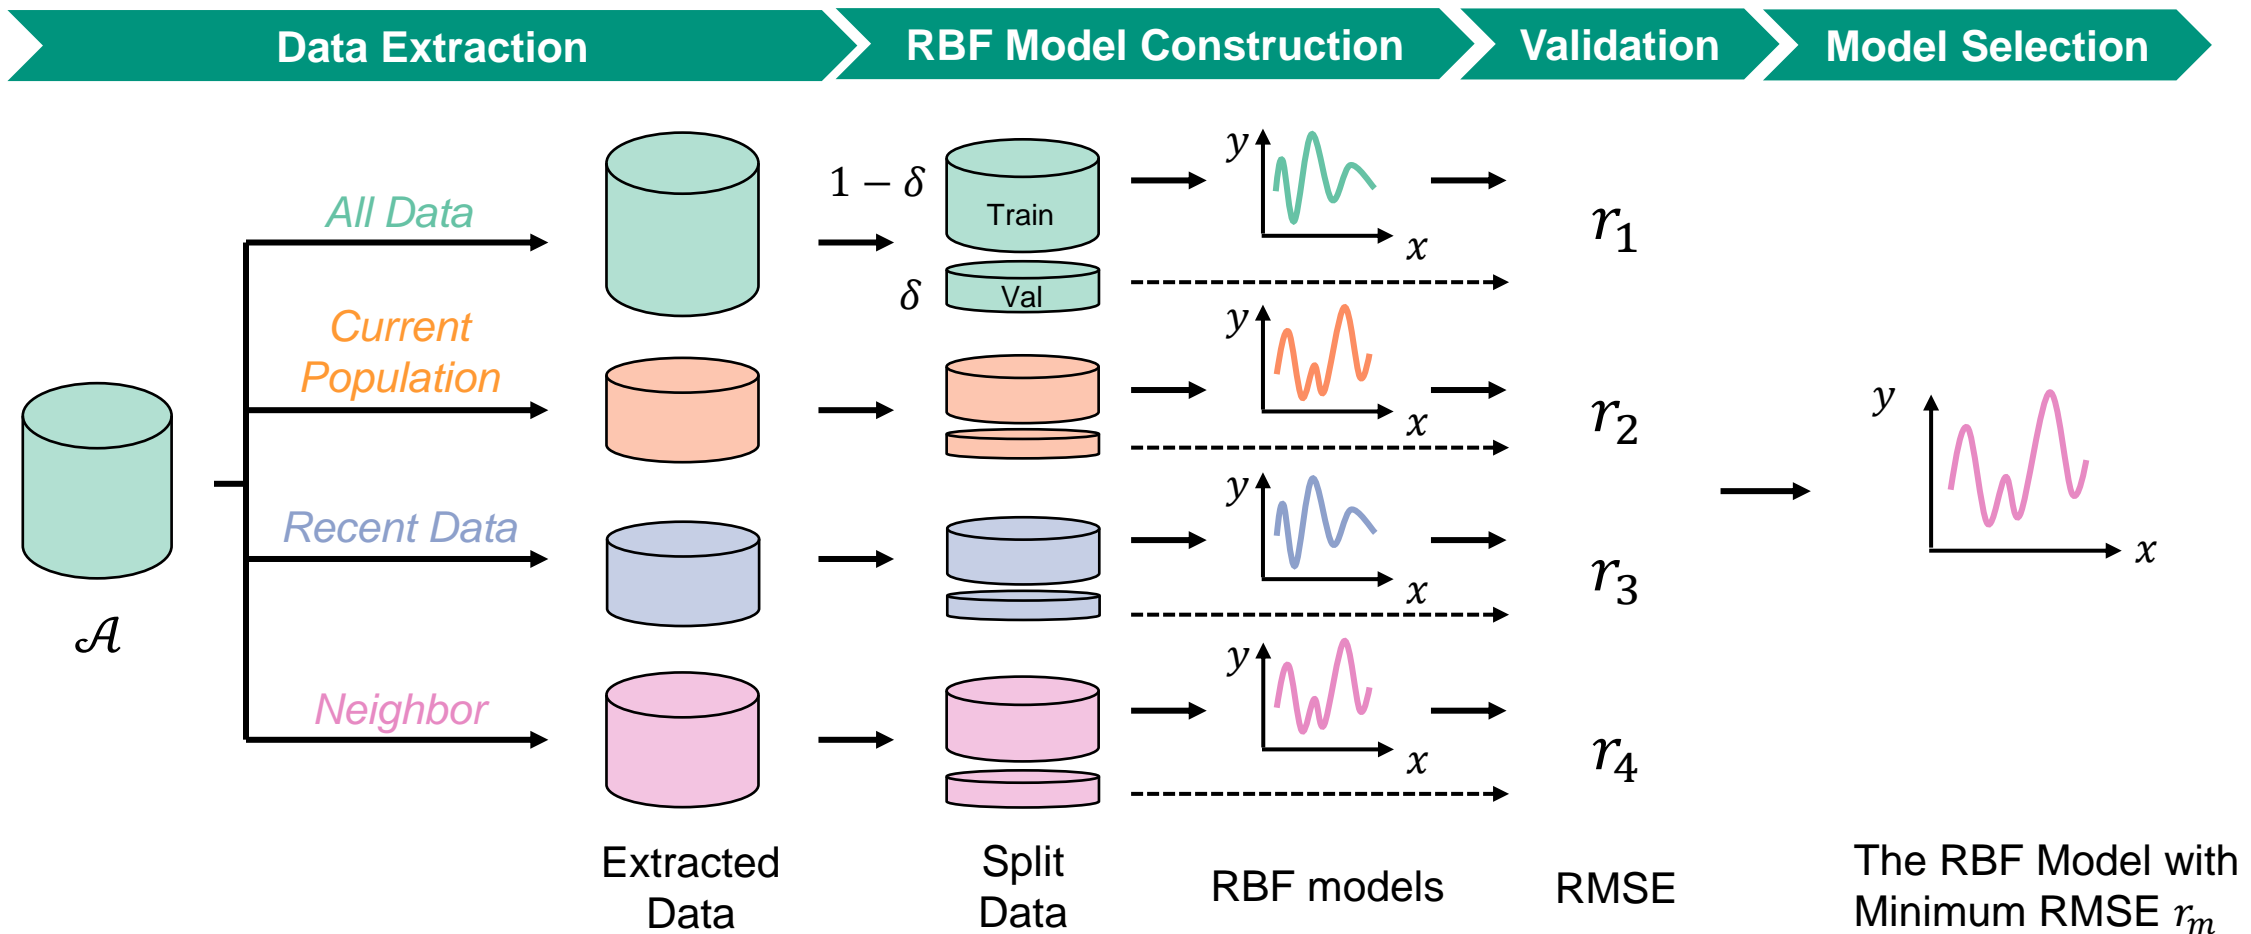 Data Extraction
RBF Model Construction
Validation
Model Selection
All Data
Current
Population
Recent Data
Neighbor
𝒜
1 − δ
δ
Train
Val
y
x
y
x
y
x
y
x
r₁
r₂
r₃
r₄
y
x
Extracted
Data
Split
Data
RBF models
RMSE
The RBF Model with
Minimum RMSE rₘ